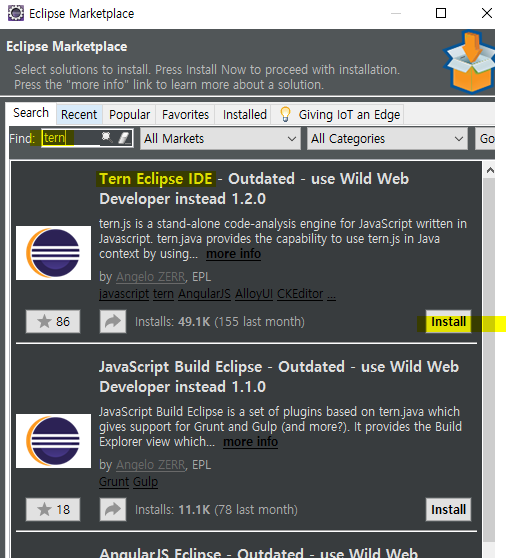 Eclipse Marketplace
Eclipse Marketplace
Select solutions to install. Press Install Now to proceed with installation.
Press the "more info" link to learn more about a solution.
Search Recent Popular Favorites Installed Giving IoT an Edge
Find: tern All Markets All Categories Go
Tern Eclipse IDE - Outdated - use Wild Web
Developer instead 1.2.0
tern.js is a stand-alone code-analysis engine for JavaScript written in
Javascript. tern.java provides the capability to use tern.js in Java
context by using... more info
by Angelo ZERR, EPL
javascript tern AngularJS AlloyUI CKEditor ...
86 Installs: 49.1K (155 last month) Install
JavaScript Build Eclipse - Outdated - use Wild Web
Developer instead 1.1.0
JavaScript Build Eclipse is a set of plugins based on tern.java which
gives support for Grunt and Gulp (and more?). It provides the Build
Explorer view which... more info
by Angelo ZERR, EPL
Grunt Gulp
18 Installs: 11.1K (78 last month) Install
AngularJS Eclipse - Outdated - use Wild Web